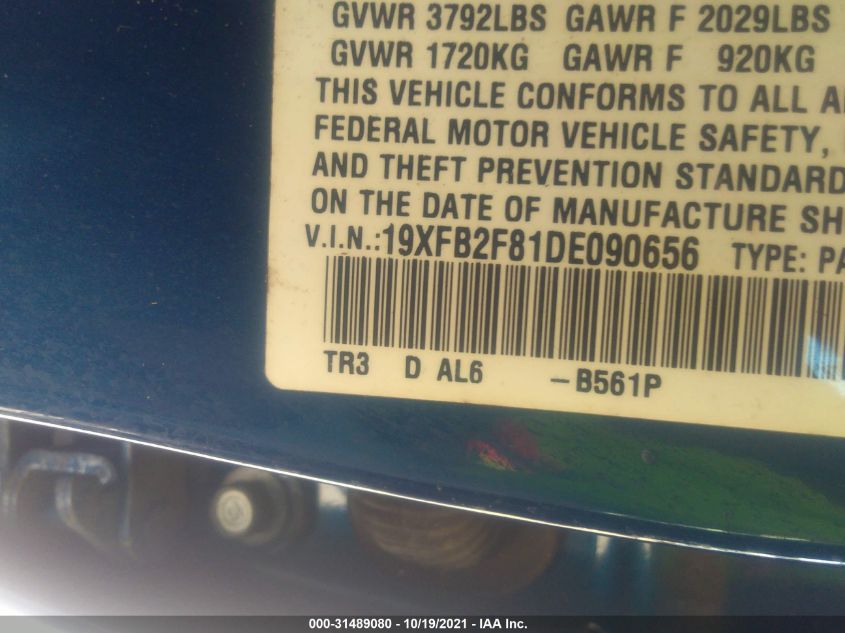 GVWR 3792LBS GAWR F 2029LBS
GVWR 1720KG GAWR F 920KG
THIS VEHICLE CONFORMS TO ALL A
FEDERAL MOTOR VEHICLE SAFETY,
AND THEFT PREVENTION STANDARD
ON THE DATE OF MANUFACTURE SH
V.I.N.:19XFB2F81DE090656 TYPE: PA
TR3 D AL6 -B561P
000-31489080 - 10/19/2021 - IAA Inc.